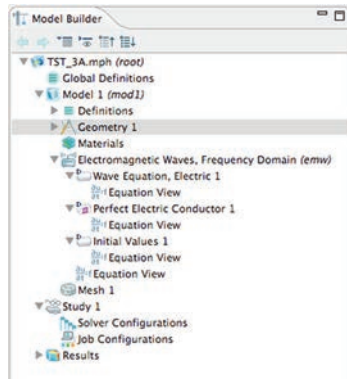 Model Builder
TST_3A.mph (root)
Global Definitions
Model 1 (mod1)
Definitions
Geometry 1
Materials
Electromagnetic Waves, Frequency Domain (emw)
Wave Equation, Electric 1
Equation View
Perfect Electric Conductor 1
Equation View
Initial Values 1
Equation View
Equation View
Mesh 1
Study 1
Solver Configurations
Job Configurations
Results